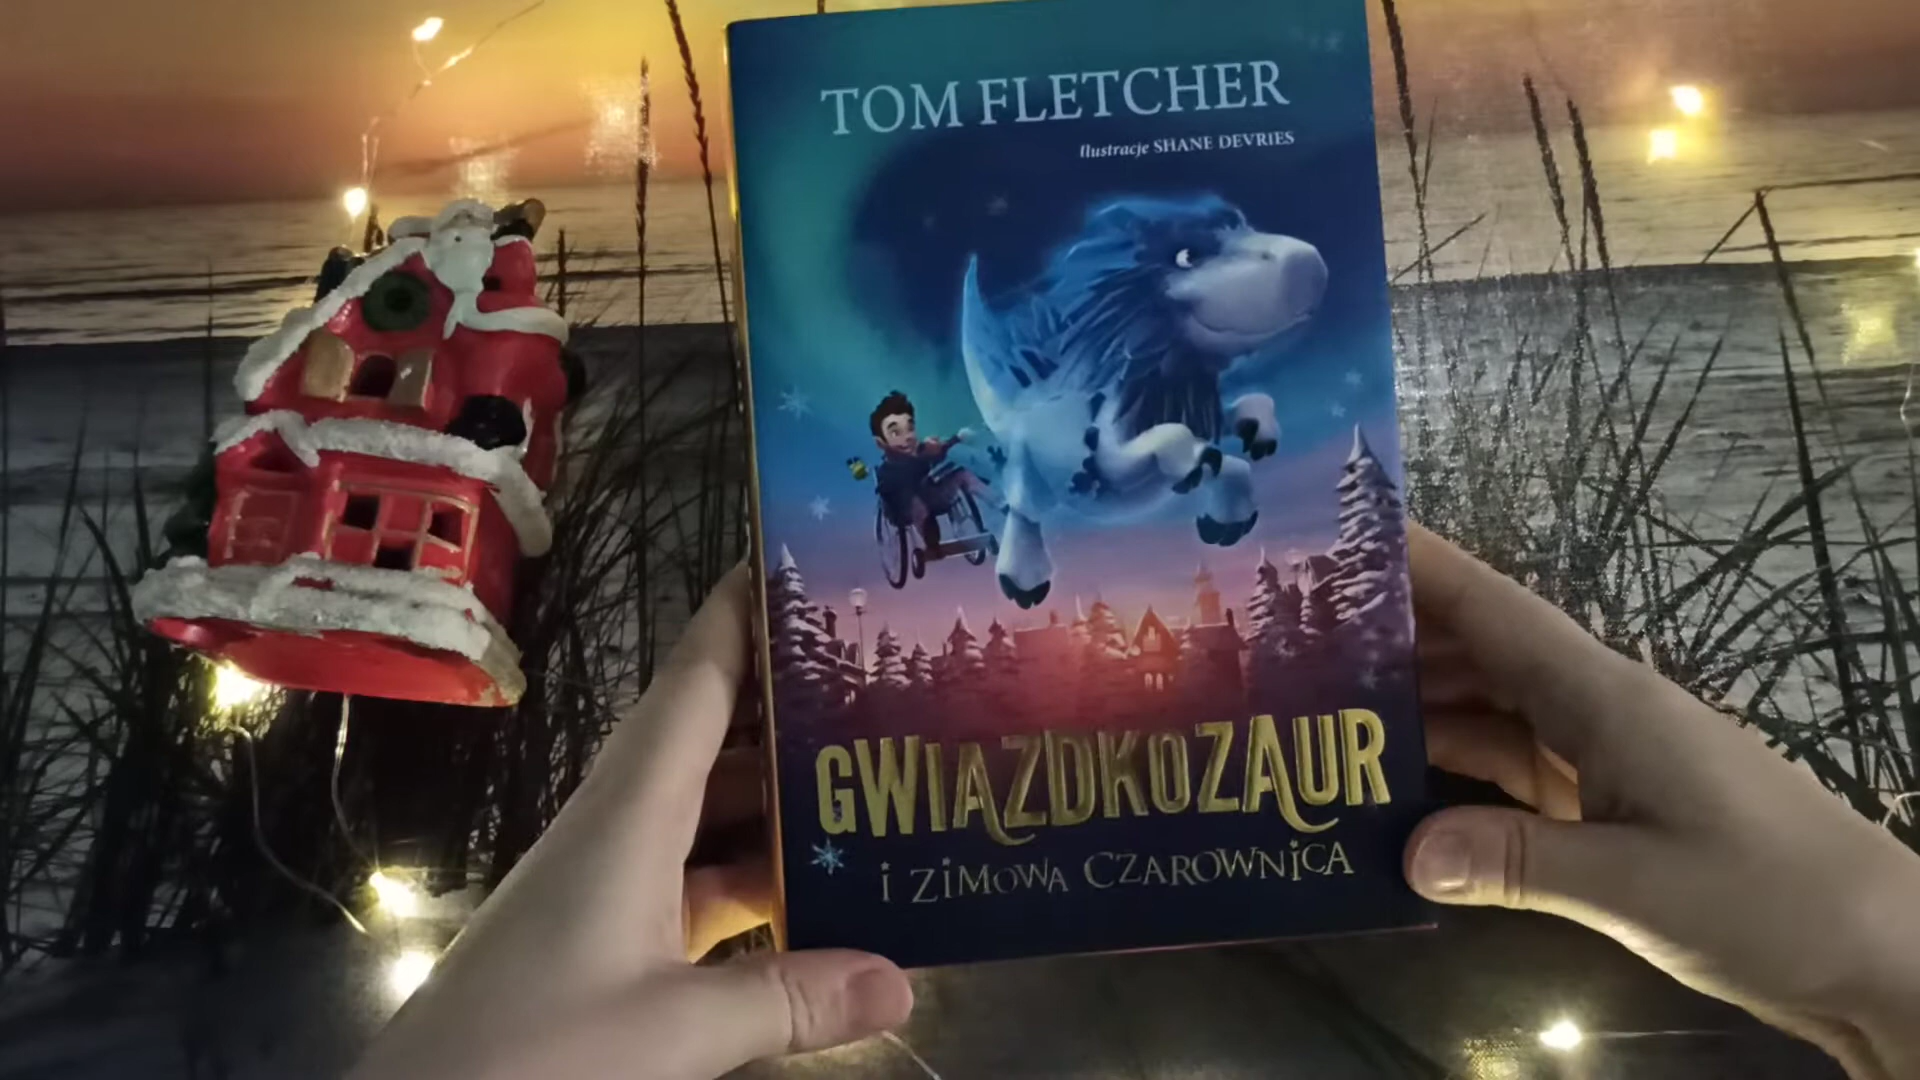 TOM FLETCHER
Ilustracje SHANE DEVRIES
GWIAZDKOZAUR
i ZiMOWA CZAROWNiCA